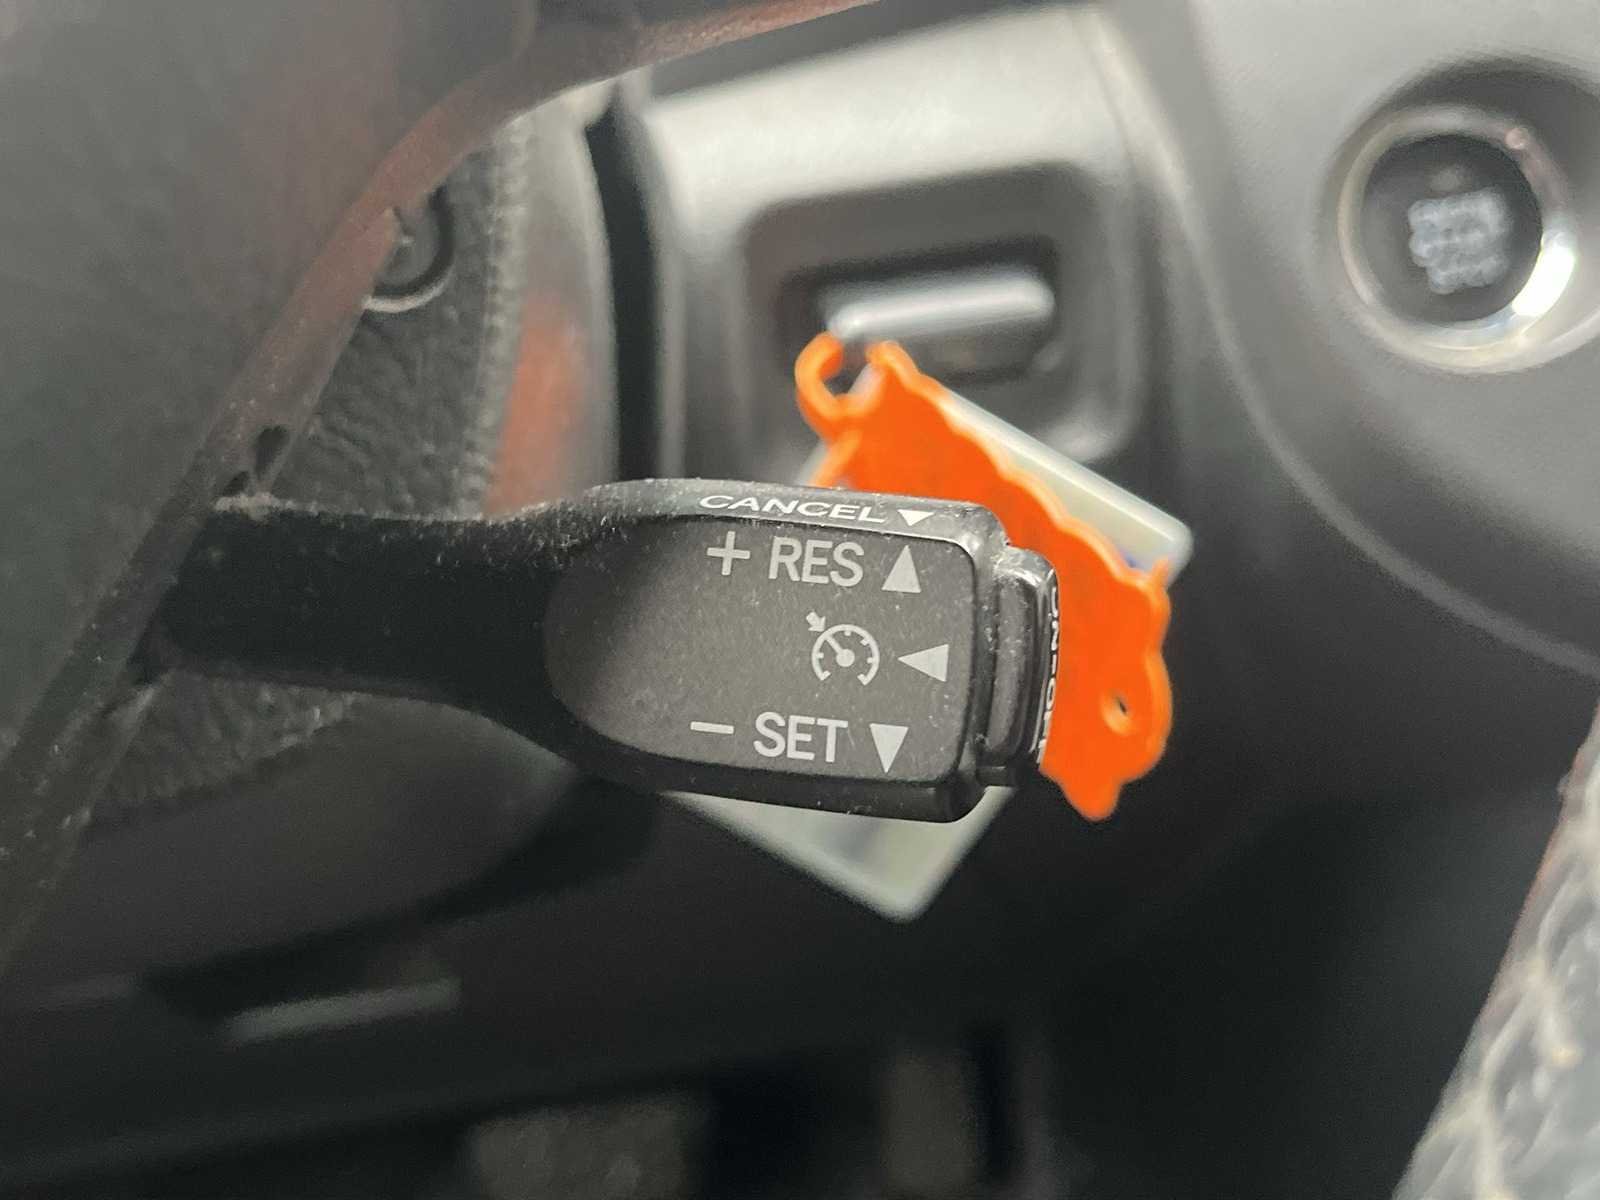 CANCEL ▼
+ RES ▲
◀
− SET ▼